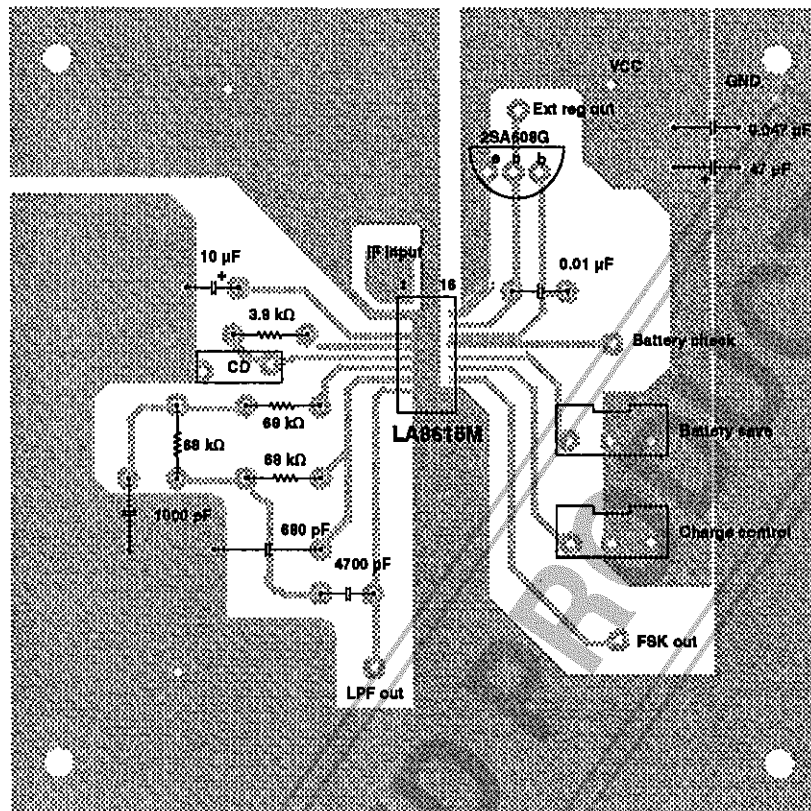 VCC
GND
Ext reg out
2SA608G
e c b
0.047 µF
47 µF
+
IF input
10 µF
+
1 16
0.01 µF
3.9 kΩ
Battery check
CD
68 kΩ
LA8615M
Battery save
68 kΩ
68 kΩ
1000 pF
680 pF
Charge control
4700 pF
FSK out
LPF out